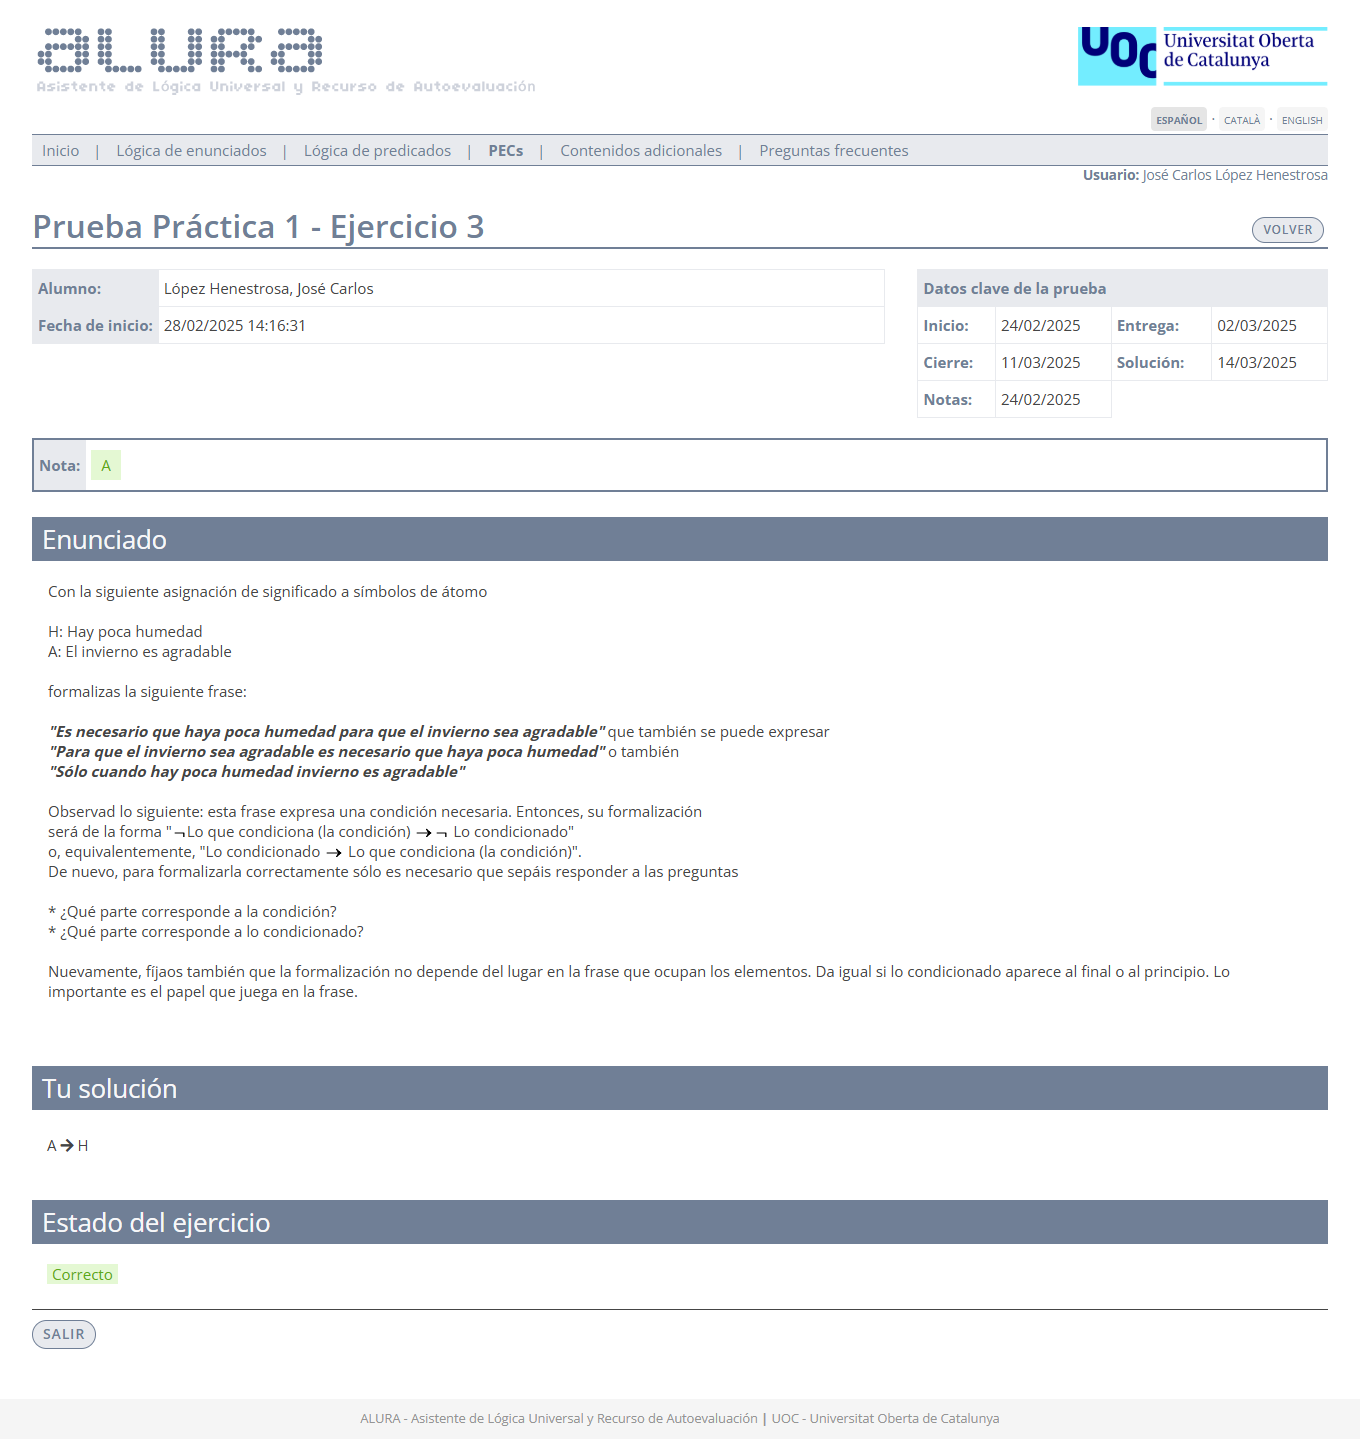 aLURa
Asistente de Lógica Universal y Recurso de Autoevaluación
UOC Universitat Oberta
de Catalunya
ESPAÑOL · CATALÀ · ENGLISH
Inicio | Lógica de enunciados | Lógica de predicados | PECs | Contenidos adicionales | Preguntas frecuentes
Usuario: José Carlos López Henestrosa
Prueba Práctica 1 - Ejercicio 3
VOLVER
Alumno: López Henestrosa, José Carlos
Fecha de inicio: 28/02/2025 14:16:31
Datos clave de la prueba
Inicio: 24/02/2025 Entrega: 02/03/2025
Cierre: 11/03/2025 Solución: 14/03/2025
Notas: 24/02/2025
Nota: A
Enunciado
Con la siguiente asignación de significado a símbolos de átomo
H: Hay poca humedad
A: El invierno es agradable
formalizas la siguiente frase:
"Es necesario que haya poca humedad para que el invierno sea agradable" que también se puede expresar
"Para que el invierno sea agradable es necesario que haya poca humedad" o también
"Sólo cuando hay poca humedad invierno es agradable"
Observad lo siguiente: esta frase expresa una condición necesaria. Entonces, su formalización
será de la forma "¬Lo que condiciona (la condición) → ¬ Lo condicionado"
o, equivalentemente, "Lo condicionado → Lo que condiciona (la condición)".
De nuevo, para formalizarla correctamente sólo es necesario que sepáis responder a las preguntas
* ¿Qué parte corresponde a la condición?
* ¿Qué parte corresponde a lo condicionado?
Nuevamente, fíjaos también que la formalización no depende del lugar en la frase que ocupan los elementos. Da igual si lo condicionado aparece al final o al principio. Lo
importante es el papel que juega en la frase.
Tu solución
A → H
Estado del ejercicio
Correcto
SALIR
ALURA - Asistente de Lógica Universal y Recurso de Autoevaluación | UOC - Universitat Oberta de Catalunya